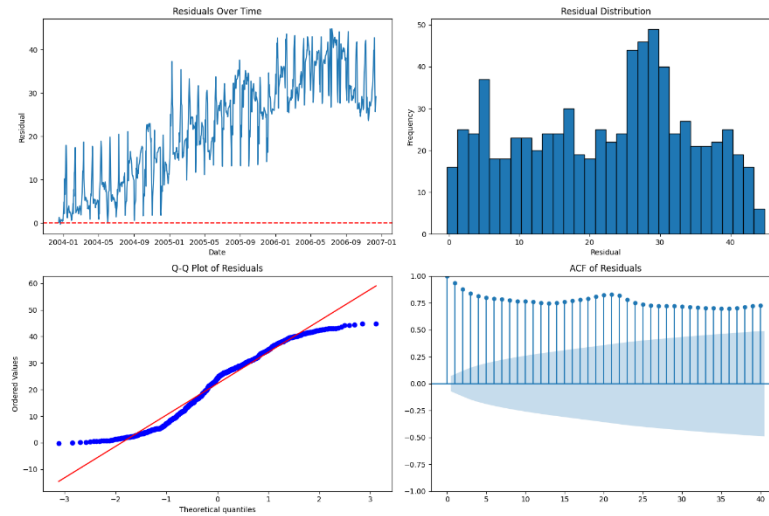 Residuals Over Time
Residual
40
30
20
10
0
2004-01 2004-05 2004-09 2005-01 2005-05 2005-09 2006-01 2006-05 2006-09 2007-01
Date
Residual Distribution
Frequency
50
40
30
20
10
0
0 10 20 30 40
Residual
Q-Q Plot of Residuals
Ordered Values
60
50
40
30
20
10
0
−10
−3 −2 −1 0 1 2 3
Theoretical quantiles
ACF of Residuals
1.00
0.75
0.50
0.25
0.00
−0.25
−0.50
−0.75
−1.00
0 5 10 15 20 25 30 35 40